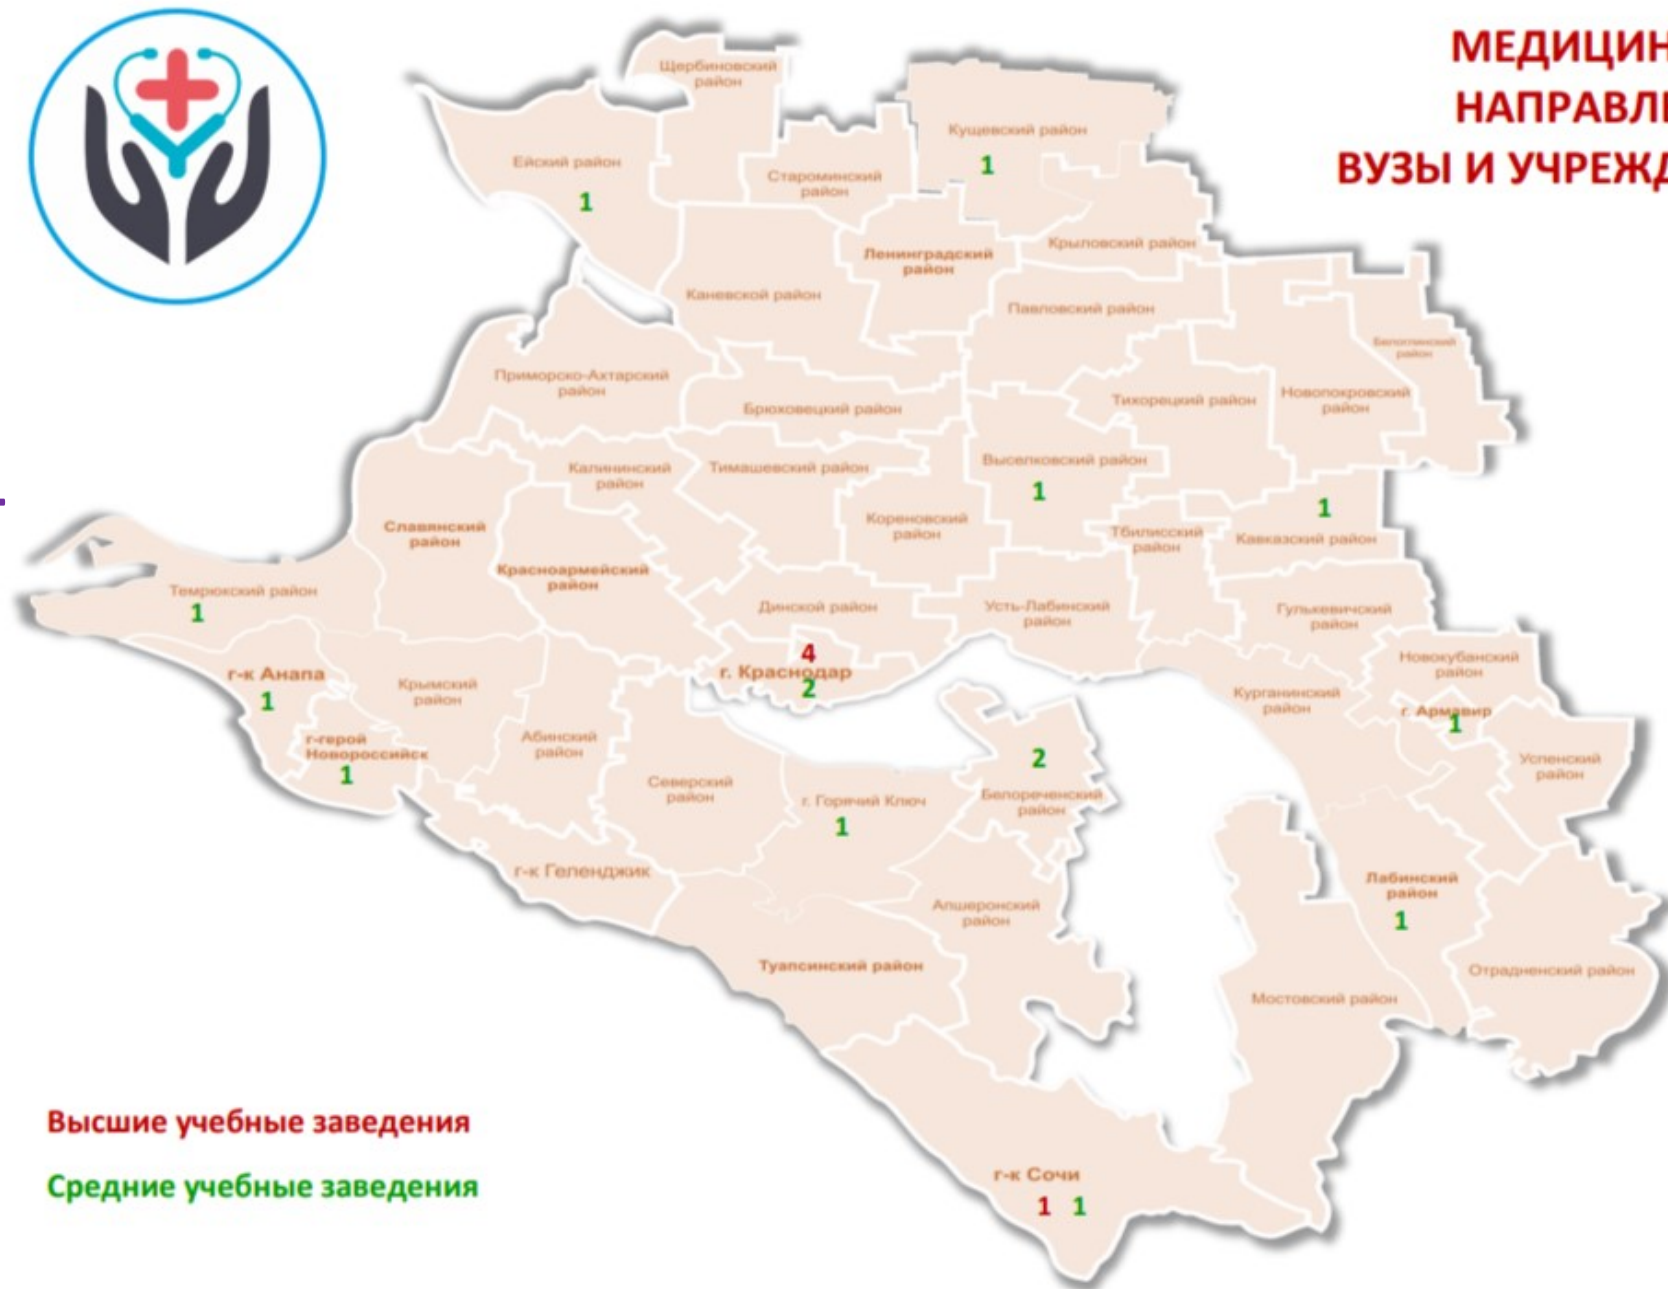 МЕДИЦИН
НАПРАВЛ
ВУЗЫ И УЧРЕЖД
Щербиновский
район
Кущевский район
1
Ейский район
1
Староминский
район
Ленинградский
район
Крыловский район
Каневской район
Павловский район
Белоглинский
район
Приморско-Ахтарский
район
Брюховецкий район
Тихорецкий район
Новопокровский
район
Калининский
район
Тимашевский район
Выселковский район
1
Славянский
район
Кореновский
район
Тбилисский
район
1
Кавказский район
Красноармейский
район
Темрюкский район
1
Динской район
Усть-Лабинский
район
Гулькевичский
район
4
г. Краснодар
2
Новокубанский
район
г-к Анапа
1
Крымский
район
Курганинский
район
г. Армавир
1
г-герой
Новороссийск
1
Абинский
район
2
Белореченский
район
Успенский
район
Северский
район
г. Горячий Ключ
1
г-к Геленджик
Апшеронский
район
Лабинский
район
1
Туапсинский район
Мостовский район
Отрадненский район
Высшие учебные заведения
Средние учебные заведения
г-к Сочи
1 1